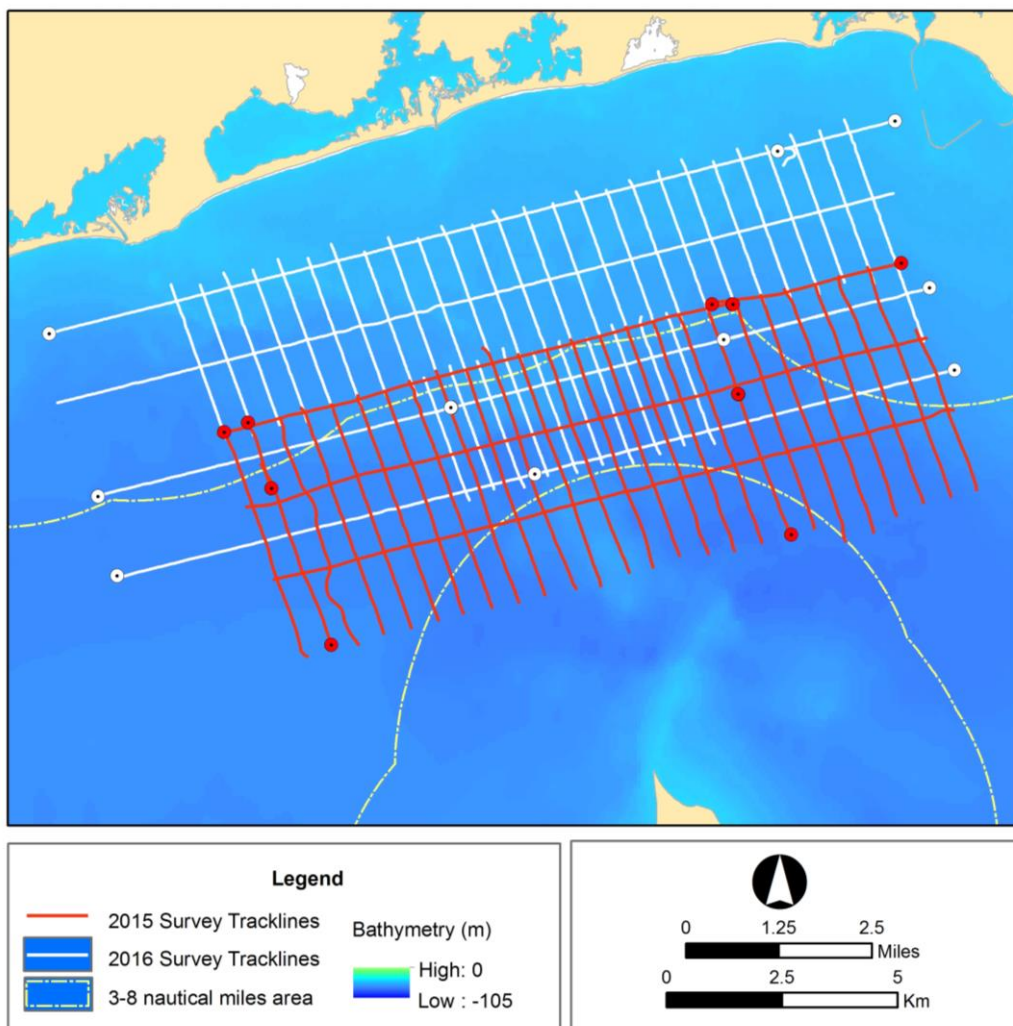 Legend
2015 Survey Tracklines
2016 Survey Tracklines
3-8 nautical miles area
Bathymetry (m)
High: 0
Low : -105
0 1.25 2.5
Miles
0 2.5 5
Km